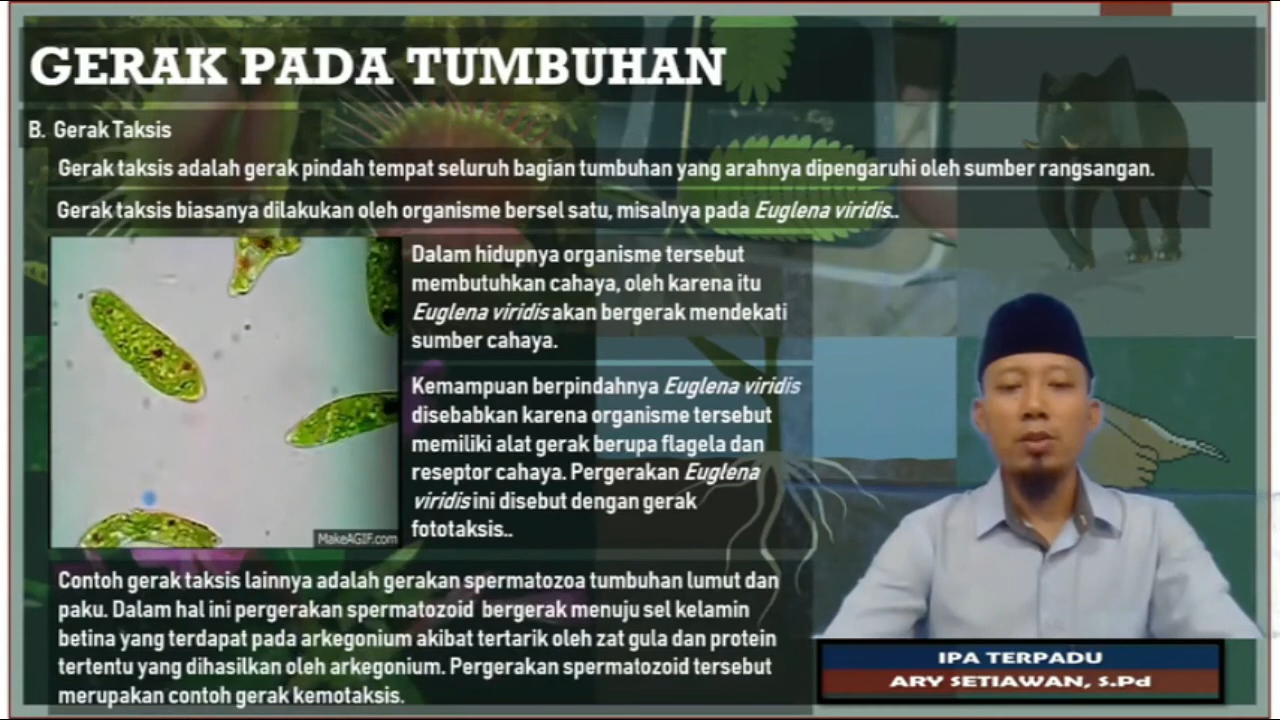 GERAK PADA TUMBUHAN
B. Gerak Taksis
Gerak taksis adalah gerak pindah tempat seluruh bagian tumbuhan yang arahnya dipengaruhi oleh sumber rangsangan.
Gerak taksis biasanya dilakukan oleh organisme bersel satu, misalnya pada Euglena viridis..
Dalam hidupnya organisme tersebut
membutuhkan cahaya, oleh karena itu
Euglena viridis akan bergerak mendekati
sumber cahaya.
Kemampuan berpindahnya Euglena viridis
disebabkan karena organisme tersebut
memiliki alat gerak berupa flagela dan
reseptor cahaya. Pergerakan Euglena
viridis ini disebut dengan gerak
fototaksis..
MakeAGIF.com
Contoh gerak taksis lainnya adalah gerakan spermatozoa tumbuhan lumut dan
paku. Dalam hal ini pergerakan spermatozoid bergerak menuju sel kelamin
betina yang terdapat pada arkegonium akibat tertarik oleh zat gula dan protein
tertentu yang dihasilkan oleh arkegonium. Pergerakan spermatozoid tersebut
merupakan contoh gerak kemotaksis.
IPA TERPADU
ARY SETIAWAN, S.Pd